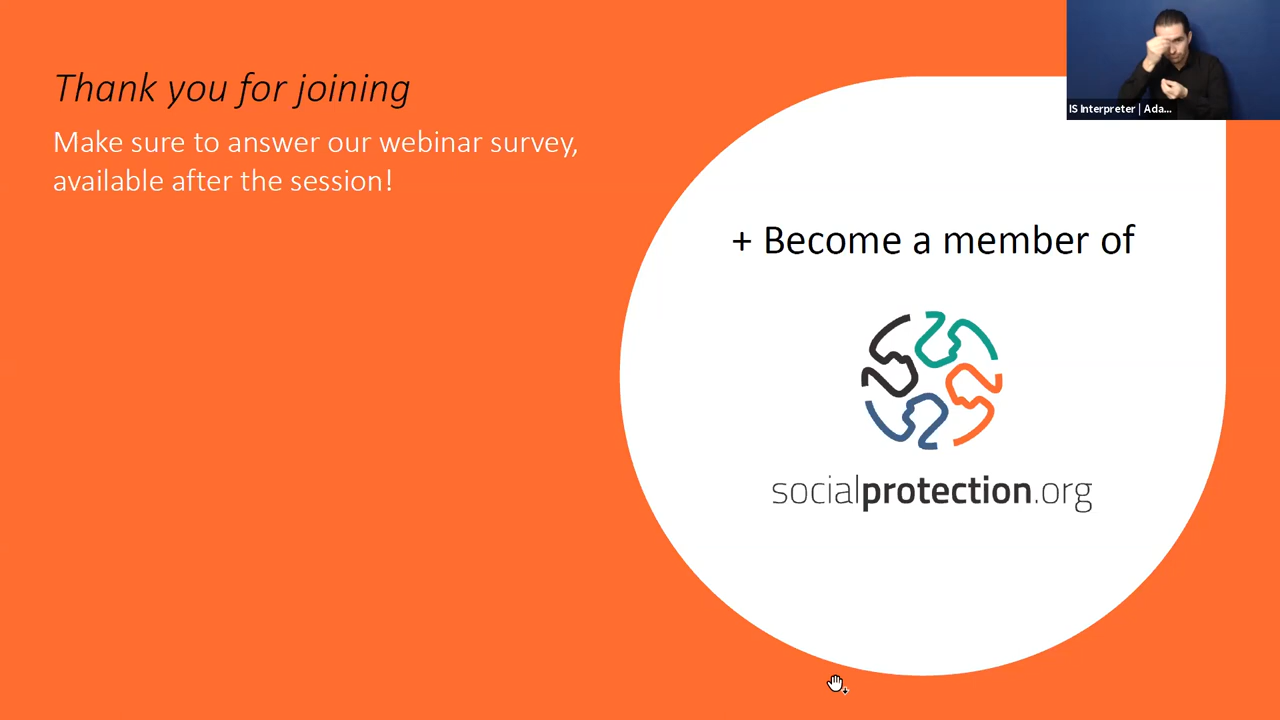 Thank you for joining
Make sure to answer our webinar survey,
available after the session!
IS Interpreter | Ada...
+ Become a member of
socialprotection.org